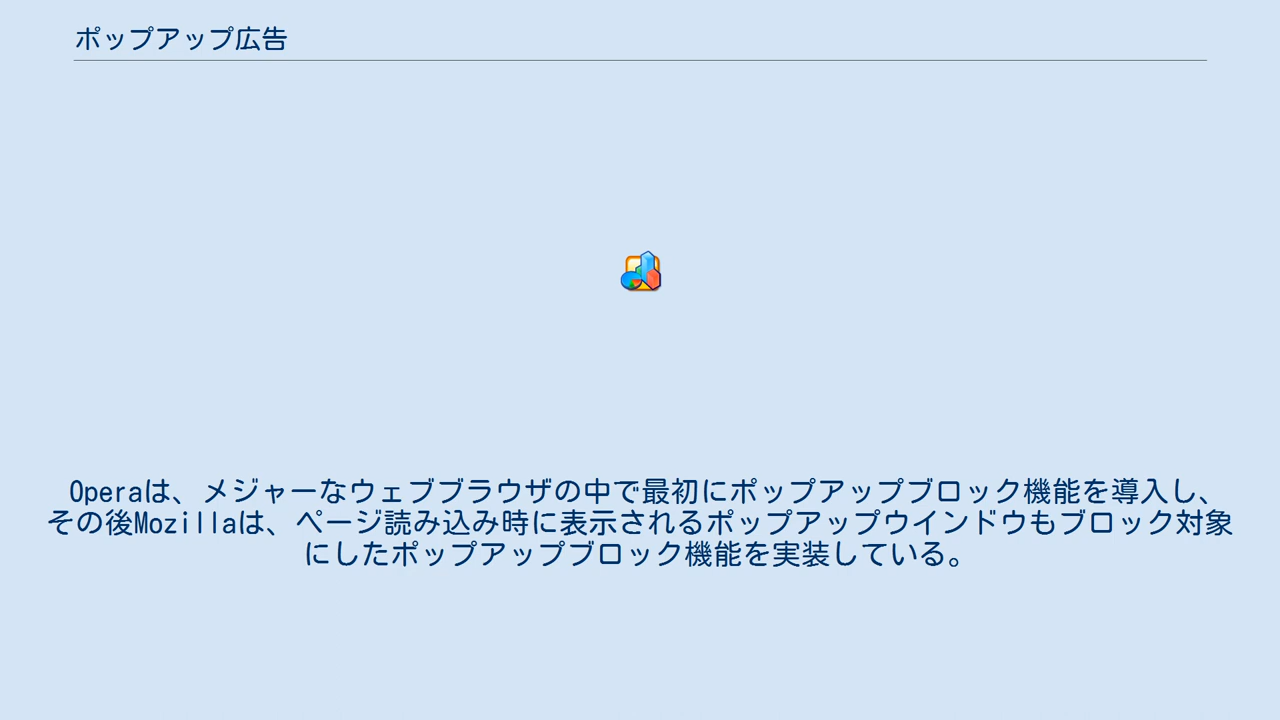 ポップアップ広告
Operaは、メジャーなウェブブラウザの中で最初にポップアップブロック機能を導入し、
その後Mozillaは、ページ読み込み時に表示されるポップアップウインドウもブロック対象
にしたポップアップブロック機能を実装している。